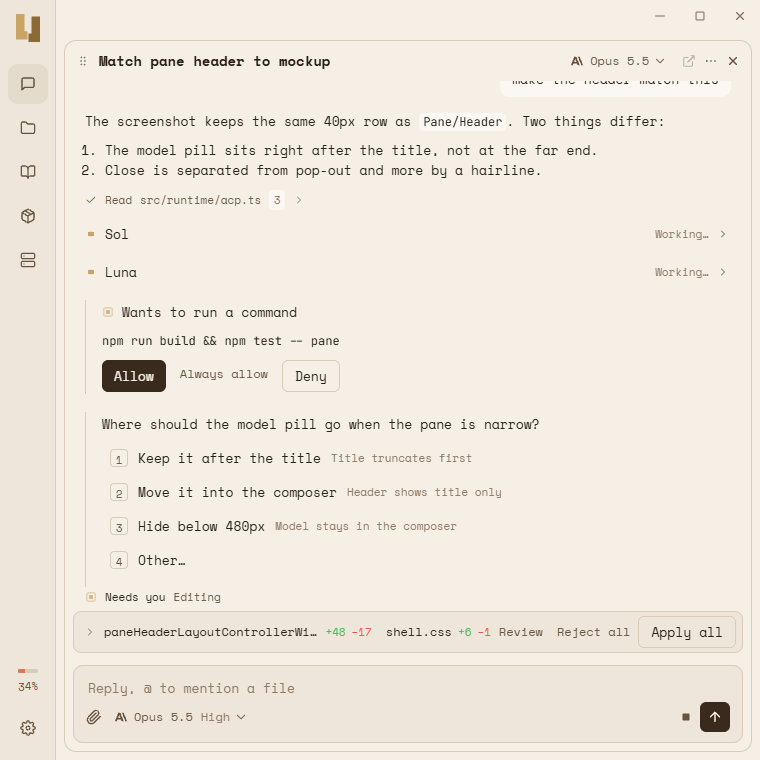 Match pane header to mockup
Opus 5.5
make the header match this
The screenshot keeps the same 40px row as Pane/Header. Two things differ:
1. The model pill sits right after the title, not at the far end.
2. Close is separated from pop-out and more by a hairline.
Read src/runtime/acp.ts 3
Sol Working…
Luna Working…
Wants to run a command
npm run build && npm test -- pane
Allow Always allow Deny
Where should the model pill go when the pane is narrow?
1 Keep it after the title Title truncates first
2 Move it into the composer Header shows title only
3 Hide below 480px Model stays in the composer
4 Other…
Needs you Editing
paneHeaderLayoutControllerWi… +48 −17 shell.css +6 −1 Review Reject all Apply all
34%
Reply, @ to mention a file
Opus 5.5 High